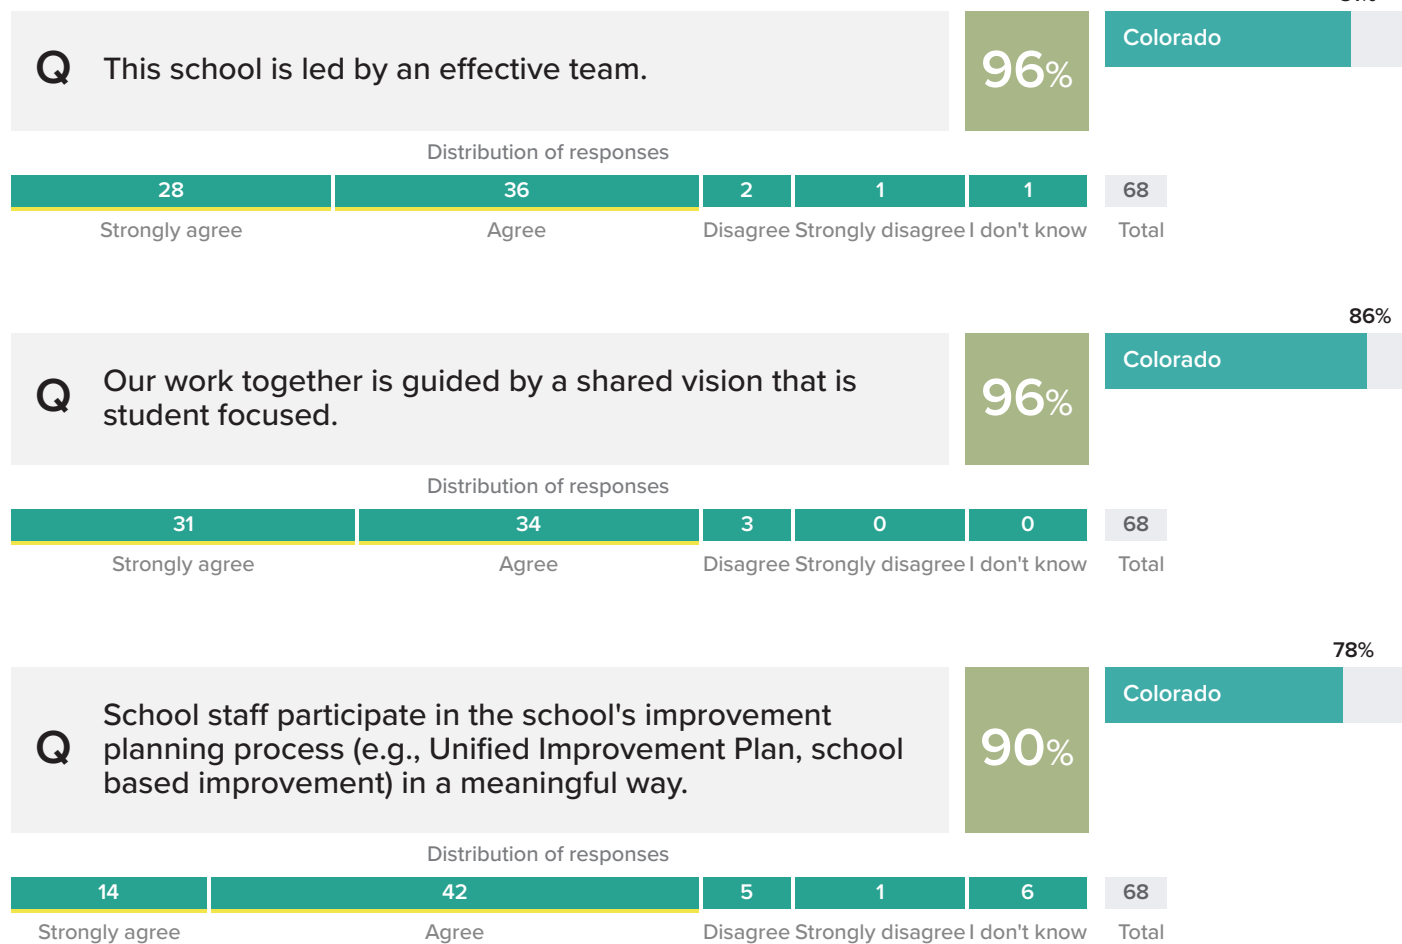 Q This school is led by an effective team.
96%
Colorado
Distribution of responses
28 36 2 1 1 68
Strongly agree Agree Disagree Strongly disagree I don't know Total
86%
Q Our work together is guided by a shared vision that is
student focused.
96%
Colorado
Distribution of responses
31 34 3 0 0 68
Strongly agree Agree Disagree Strongly disagree I don't know Total
78%
Q School staff participate in the school's improvement
planning process (e.g., Unified Improvement Plan, school
based improvement) in a meaningful way.
90%
Colorado
Distribution of responses
14 42 5 1 6 68
Strongly agree Agree Disagree Strongly disagree I don't know Total